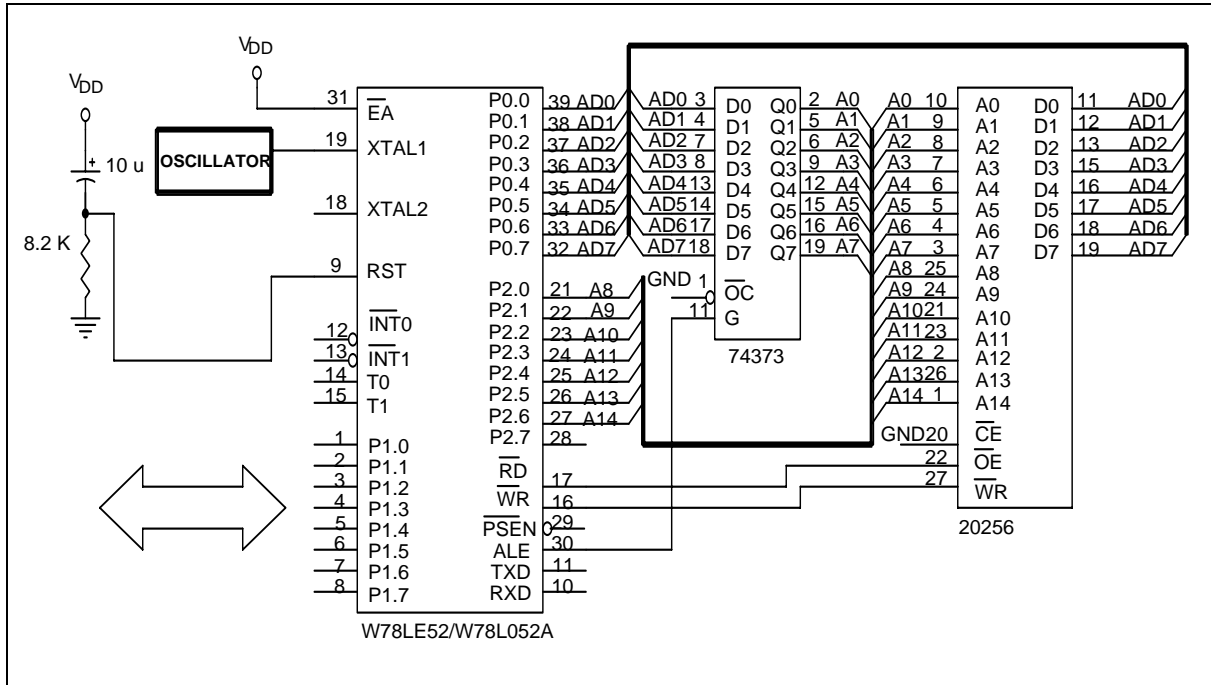 VDD
VDD
10 u
OSCILLATOR
8.2 K
31 EA
19 XTAL1
18 XTAL2
9 RST
12 INT0
13 INT1
14 T0
15 T1
1 P1.0
2 P1.1
3 P1.2
4 P1.3
5 P1.4
6 P1.5
7 P1.6
8 P1.7
P0.0 39 AD0
P0.1 38 AD1
P0.2 37 AD2
P0.3 36 AD3
P0.4 35 AD4
P0.5 34 AD5
P0.6 33 AD6
P0.7 32 AD7
P2.0 21 A8
P2.1 22 A9
P2.2 23 A10
P2.3 24 A11
P2.4 25 A12
P2.5 26 A13
P2.6 27 A14
P2.7 28
RD 17
WR 16
PSEN 29
ALE 30
TXD 11
RXD 10
W78LE52/W78L052A
AD0 3 D0 Q0 2 A0
AD1 4 D1 Q1 5 A1
AD2 7 D2 Q2 6 A2
AD3 8 D3 Q3 9 A3
AD4 13 D4 Q4 12 A4
AD5 14 D5 Q5 15 A5
AD6 17 D6 Q6 16 A6
AD7 18 D7 Q7 19 A7
GND 1 OC
11 G
74373
A0 10 A0 D0 11 AD0
A1 9 A1 D1 12 AD1
A2 8 A2 D2 13 AD2
A3 7 A3 D3 15 AD3
A4 6 A4 D4 16 AD4
A5 5 A5 D5 17 AD5
A6 4 A6 D6 18 AD6
A7 3 A7 D7 19 AD7
A8 25 A8
A9 24 A9
A10 21 A10
A11 23 A11
A12 2 A12
A13 26 A13
A14 1 A14
GND 20 CE
22 OE
27 WR
20256